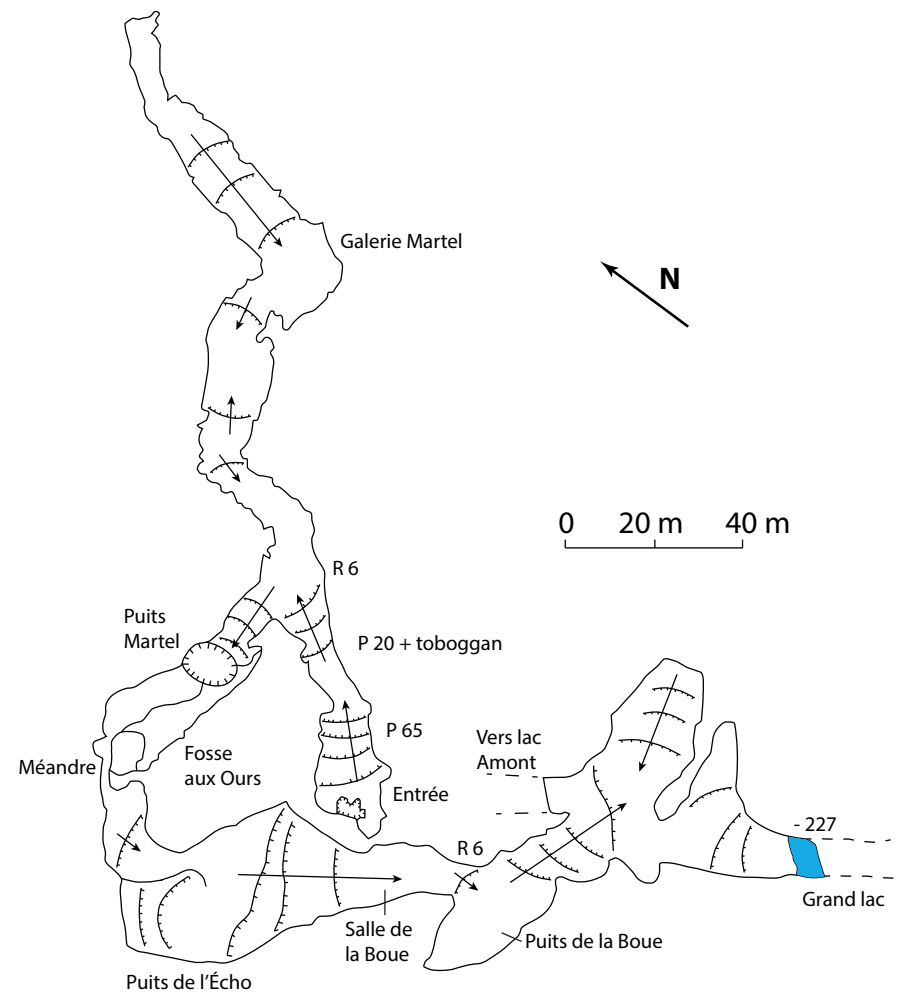 Galerie Martel
N
0 20 m 40 m
R 6
Puits
Martel
P 20 + toboggan
P 65
Vers lac
Amont
Méandre
Fosse
aux Ours
Entrée
- 227
R 6
Grand lac
Salle de
la Boue
Puits de la Boue
Puits de l'Écho